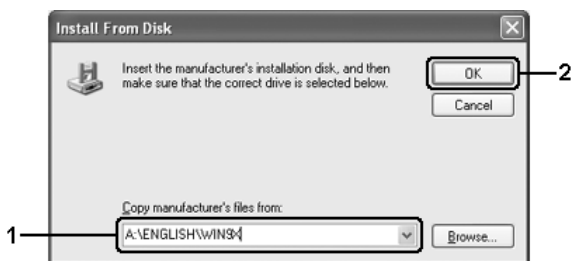 Install From Disk
Insert the manufacturer's installation disk, and then
make sure that the correct drive is selected below.
OK
2
Cancel
Copy manufacturer's files from:
1
A:\ENGLISH\WIN9X
Browse...